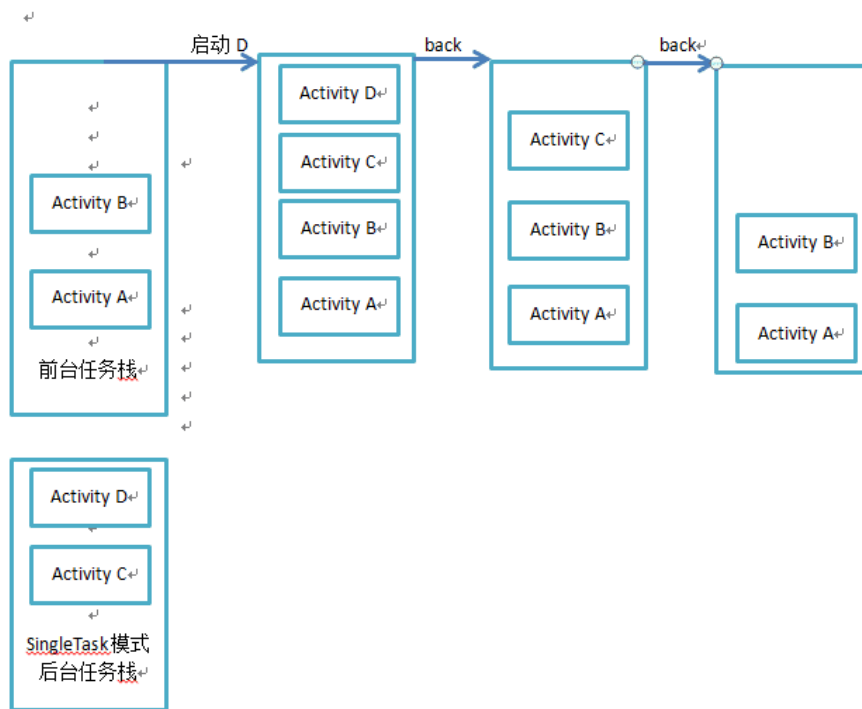 启动 D
back
back
Activity B
Activity A
前台任务栈
Activity D
Activity C
Activity B
Activity A
Activity C
Activity B
Activity A
Activity B
Activity A
Activity D
Activity C
SingleTask模式
后台任务栈